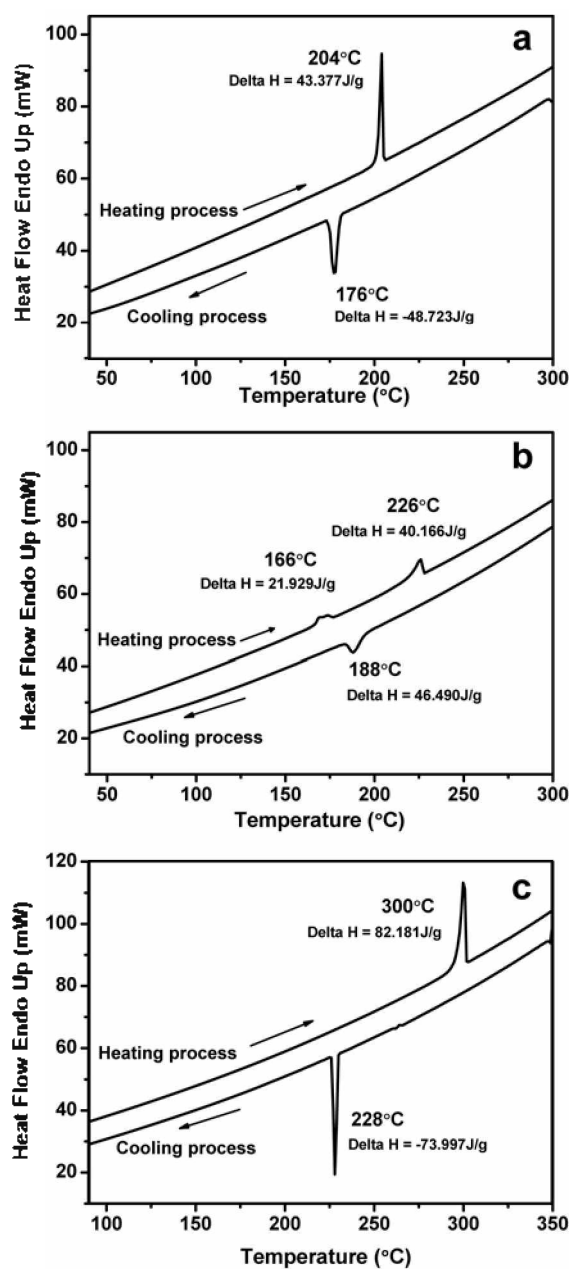 a
100
80
60
40
20
Heat Flow Endo Up (mW)
204°C
Delta H = 43.377J/g
Heating process
Cooling process
176°C
Delta H = -48.723J/g
50 100 150 200 250 300
Temperature (°C)
b
100
80
60
40
20
Heat Flow Endo Up (mW)
226°C
Delta H = 40.166J/g
166°C
Delta H = 21.929J/g
Heating process
Cooling process
188°C
Delta H = 46.490J/g
50 100 150 200 250 300
Temperature (°C)
c
120
100
80
60
40
20
Heat Flow Endo Up (mW)
300°C
Delta H = 82.181J/g
Heating process
Cooling process
228°C
Delta H = -73.997J/g
100 150 200 250 300 350
Temperature (°C)